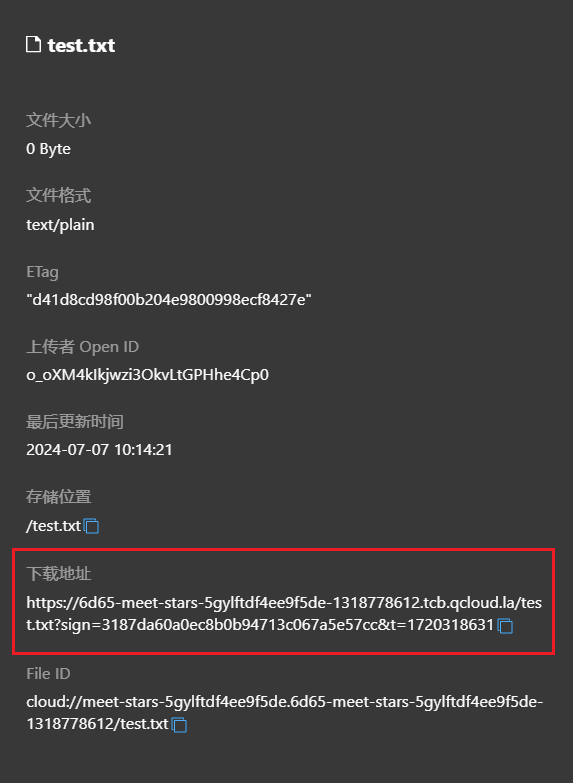 test.txt
文件大小
0 Byte
文件格式
text/plain
ETag
"d41d8cd98f00b204e9800998ecf8427e"
上传者 Open ID
o_oXM4kIkjwzi3OkvLtGPHhe4Cp0
最后更新时间
2024-07-07 10:14:21
存储位置
/test.txt
下载地址
https://6d65-meet-stars-5gylftdf4ee9f5de-1318778612.tcb.qcloud.la/tes
t.txt?sign=3187da60a0ec8b0b94713c067a5e57cc&t=1720318631
File ID
cloud://meet-stars-5gylftdf4ee9f5de.6d65-meet-stars-5gylftdf4ee9f5de-
1318778612/test.txt